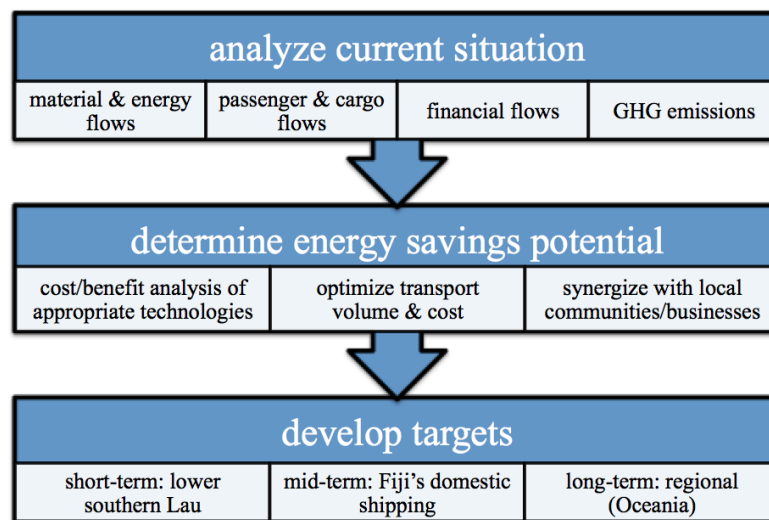 analyze current situation
material & energy
flows
passenger & cargo
flows
financial flows
GHG emissions
determine energy savings potential
cost/benefit analysis of
appropriate technologies
optimize transport
volume & cost
synergize with local
communities/businesses
develop targets
short-term: lower
southern Lau
mid-term: Fiji's domestic
shipping
long-term: regional
(Oceania)